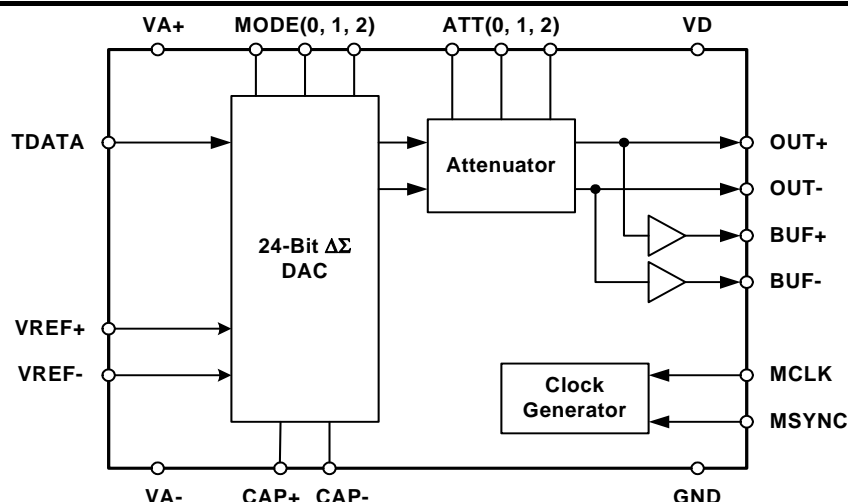 VA+ MODE(0, 1, 2) ATT(0, 1, 2) VD
TDATA
OUT+
Attenuator
OUT-
24-Bit ΔΣ
DAC
BUF+
BUF-
VREF+
VREF-
Clock
Generator
MCLK
MSYNC
VA- CAP+ CAP- GND